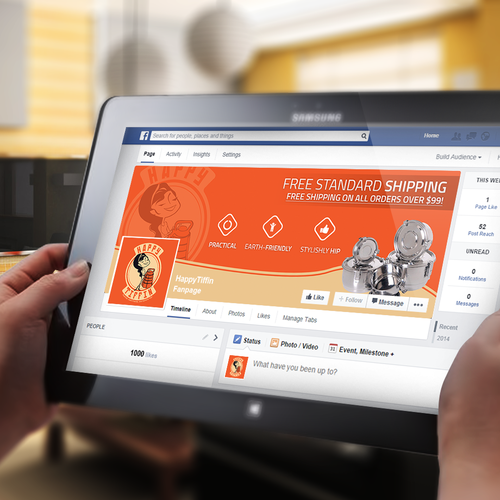 SAMSUNG
f
Search for people, places and things
Home
Page Activity Insights Settings
Build Audience
HAPPY
FREE STANDARD SHIPPING
FREE SHIPPING ON ALL ORDERS OVER $99!
PRACTICAL
EARTH-FRIENDLY
STYLISHLY HIP
HAPPY
TIFFIN
HappyTiffin
Fanpage
Like
+ Follow
Message
Timeline About Photos Likes Manage Tabs
THIS WE
1
Page Like
52
Post Reach
UNREAD
0
Notifications
0
Messages
Recent
2014
PEOPLE
1000 likes
Status
Photo / Video
31
Event, Milestone +
What have you been up to?